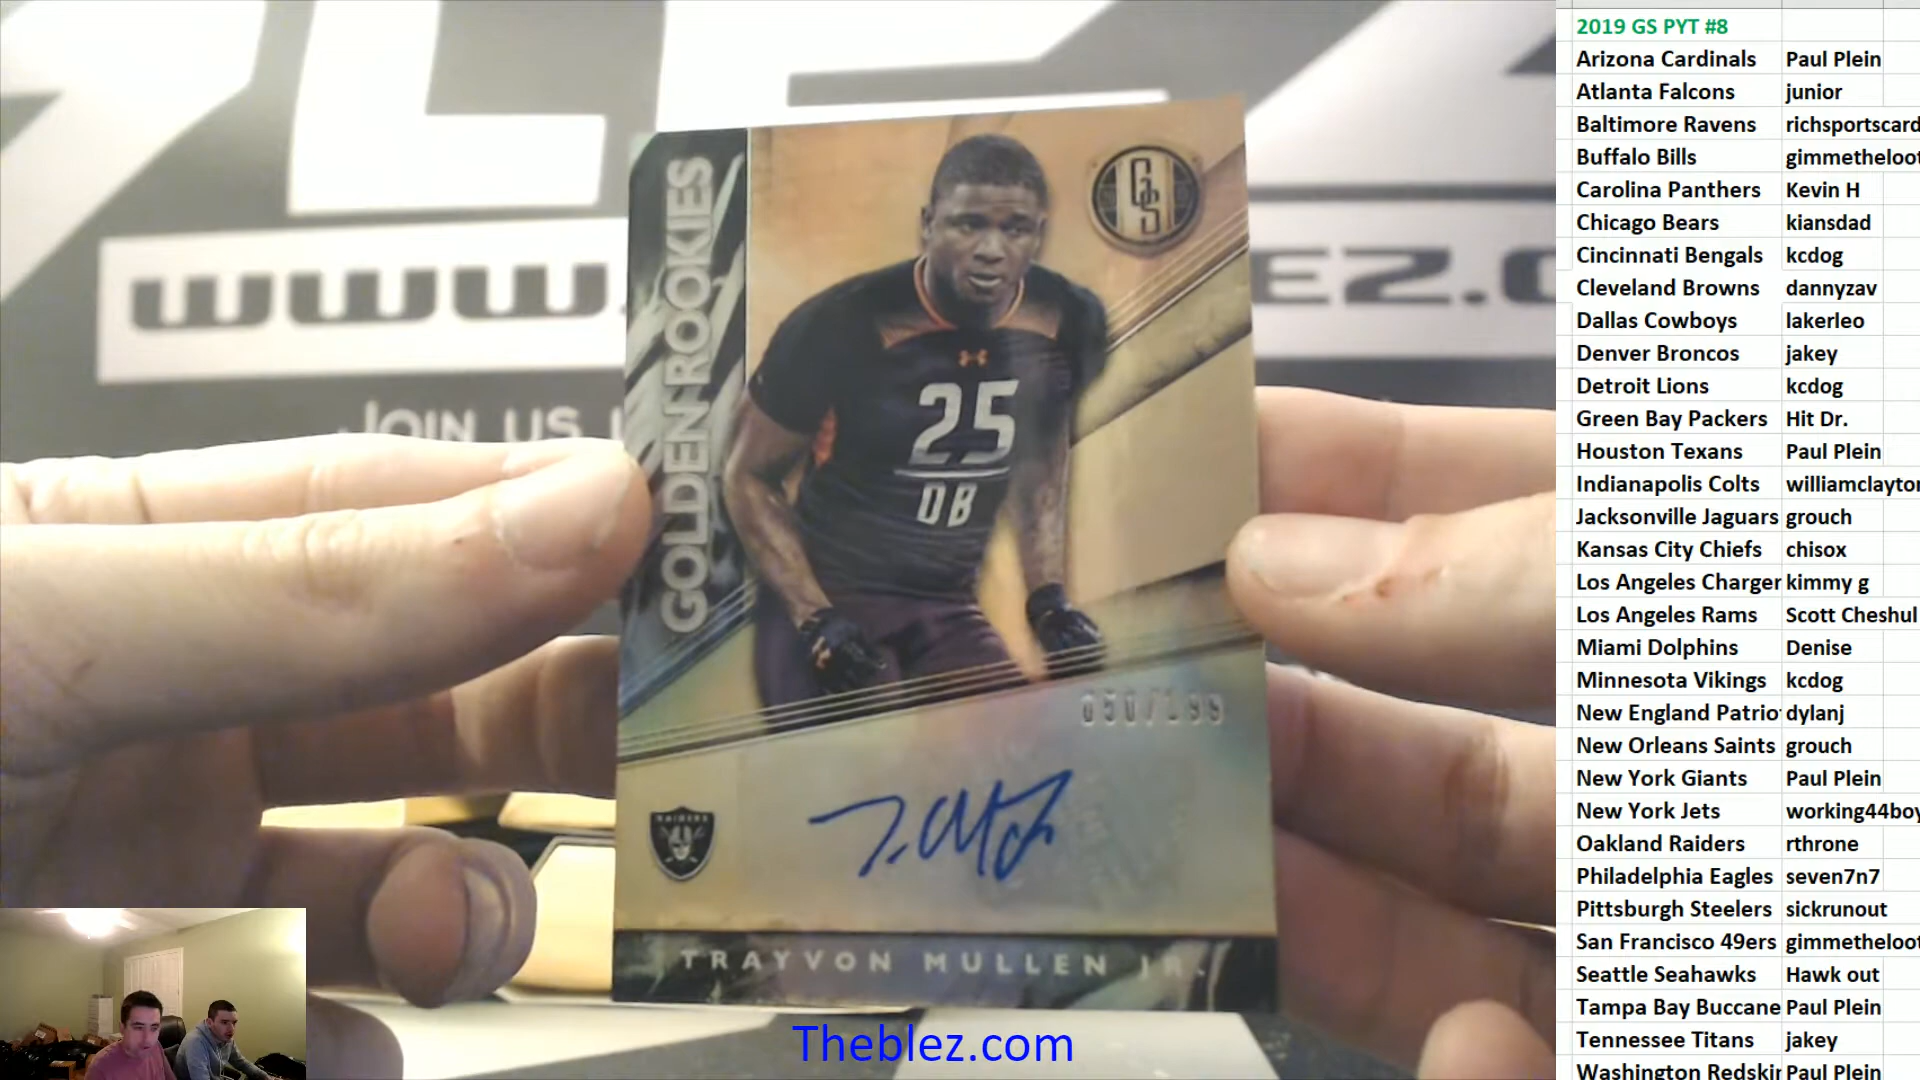 www.
EZ.C
JOIN US
GOLDEN ROOKIES
GS
25
DB
050/199
RAIDERS
TRAYVON MULLEN JR.
Theblez.com
2019 GS PYT #8
Arizona Cardinals Paul Plein
Atlanta Falcons junior
Baltimore Ravens richsportscard
Buffalo Bills gimmetheloot
Carolina Panthers Kevin H
Chicago Bears kiansdad
Cincinnati Bengals kcdog
Cleveland Browns dannyzav
Dallas Cowboys lakerleo
Denver Broncos jakey
Detroit Lions kcdog
Green Bay Packers Hit Dr.
Houston Texans Paul Plein
Indianapolis Colts williamclayton
Jacksonville Jaguars grouch
Kansas City Chiefs chisox
Los Angeles Charger kimmy g
Los Angeles Rams Scott Cheshul
Miami Dolphins Denise
Minnesota Vikings kcdog
New England Patriot dylanj
New Orleans Saints grouch
New York Giants Paul Plein
New York Jets working44boy
Oakland Raiders rthrone
Philadelphia Eagles seven7n7
Pittsburgh Steelers sickrunout
San Francisco 49ers gimmetheloot
Seattle Seahawks Hawk out
Tampa Bay Buccane Paul Plein
Tennessee Titans jakey
Washington Redskin Paul Plein